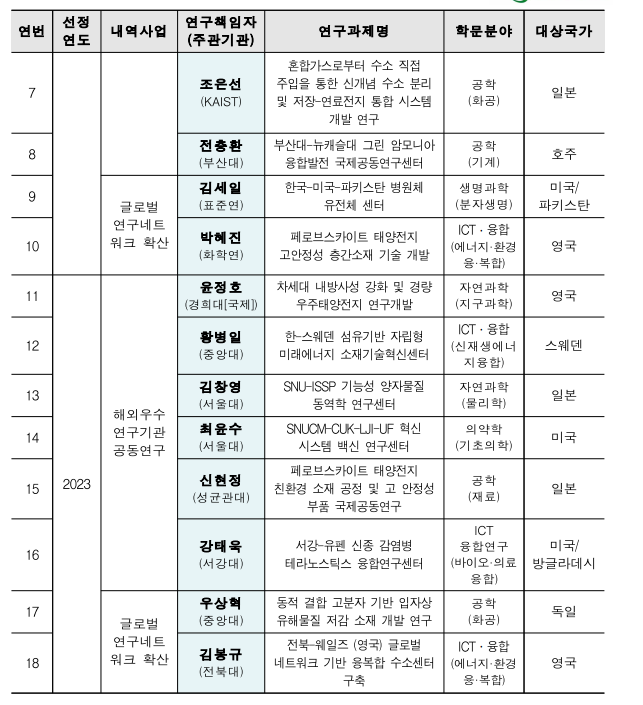 연번 선정 연도 내역사업 연구책임자 (주관기관) 연구과제명 학문분야 대상국가
7 조은선 (KAIST) 혼합가스로부터 수소 직접 주입을 통한 신개념 수소 분리 및 저장-연료전지 통합 시스템 개발 연구 공학 (화공) 일본
8 전충환 (부산대) 부산대-뉴캐슬대 그린 암모니아 융합발전 국제공동연구센터 공학 (기계) 호주
글로벌 연구네트워크 확산
9 김세일 (표준연) 한국-미국-파키스탄 병원체 유전체 센터 생명과학 (분자생명) 미국/ 파키스탄
10 박혜진 (화학연) 페로브스카이트 태양전지 고안정성 층간소재 기술 개발 ICT·융합 (에너지·환경 융·복합) 영국
2023
해외우수 연구기관 공동연구
11 윤정호 (경희대[국제]) 차세대 내방사성 강화 및 경량 우주태양전지 연구개발 자연과학 (지구과학) 영국
12 황병일 (중앙대) 한-스웨덴 섬유기반 자립형 미래에너지 소재기술혁신센터 ICT·융합 (신재생에너지융합) 스웨덴
13 김창영 (서울대) SNU-ISSP 기능성 양자물질 동역학 연구센터 자연과학 (물리학) 일본
14 최윤수 (서울대) SNUCM-CUK-LJI-UF 혁신 시스템 백신 연구센터 의약학 (기초의학) 미국
15 신현정 (성균관대) 페로브스카이트 태양전지 친환경 소재 공정 및 고 안정성 부품 국제공동연구 공학 (재료) 일본
16 강태욱 (서강대) 서강-유펜 신종 감염병 테라노스틱스 융합연구센터 ICT 융합연구 (바이오·의료 융합) 미국/ 방글라데시
글로벌 연구네트워크 확산
17 우상혁 (중앙대) 동적 결합 고분자 기반 입자상 유해물질 저감 소재 개발 연구 공학 (화공) 독일
18 김봉규 (전북대) 전북-웨일즈 (영국) 글로벌 네트워크 기반 융복합 수소센터 구축 ICT·융합 (에너지·환경 융·복합) 영국